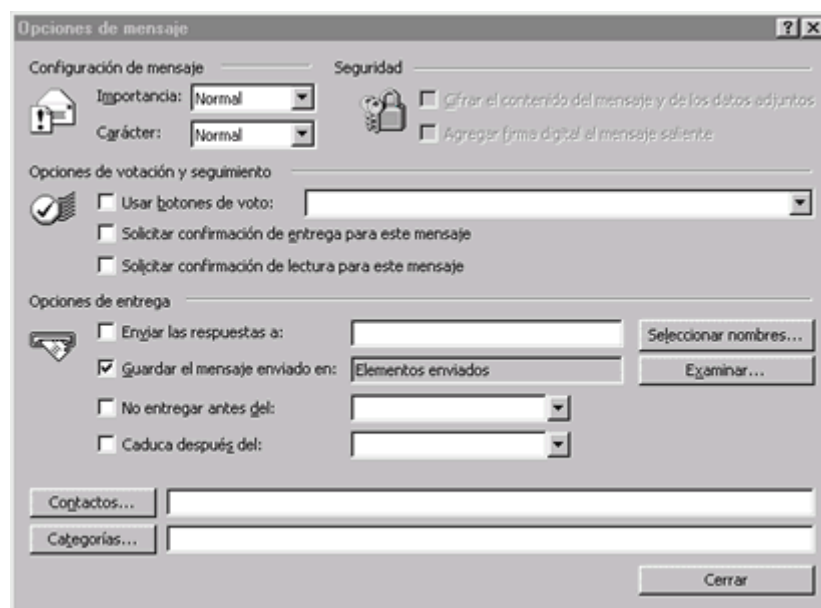 Opciones de mensaje
Configuración de mensaje
Seguridad
Importancia: Normal
Cifrar el contenido del mensaje y de los datos adjuntos
Carácter: Normal
Agregar firma digital al mensaje saliente
Opciones de votación y seguimiento
Usar botones de voto:
Solicitar confirmación de entrega para este mensaje
Solicitar confirmación de lectura para este mensaje
Opciones de entrega
Enviar las respuestas a:
Seleccionar nombres...
Guardar el mensaje enviado en: Elementos enviados
Examinar...
No entregar antes del:
Caduca después del:
Contactos...
Categorías...
Cerrar